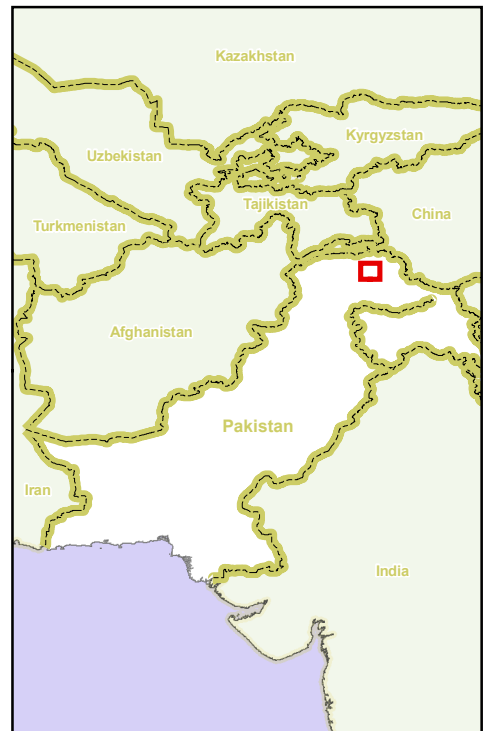 Kazakhstan
Kyrgyzstan
Uzbekistan
Tajikistan
China
Turkmenistan
Afghanistan
Pakistan
Iran
India